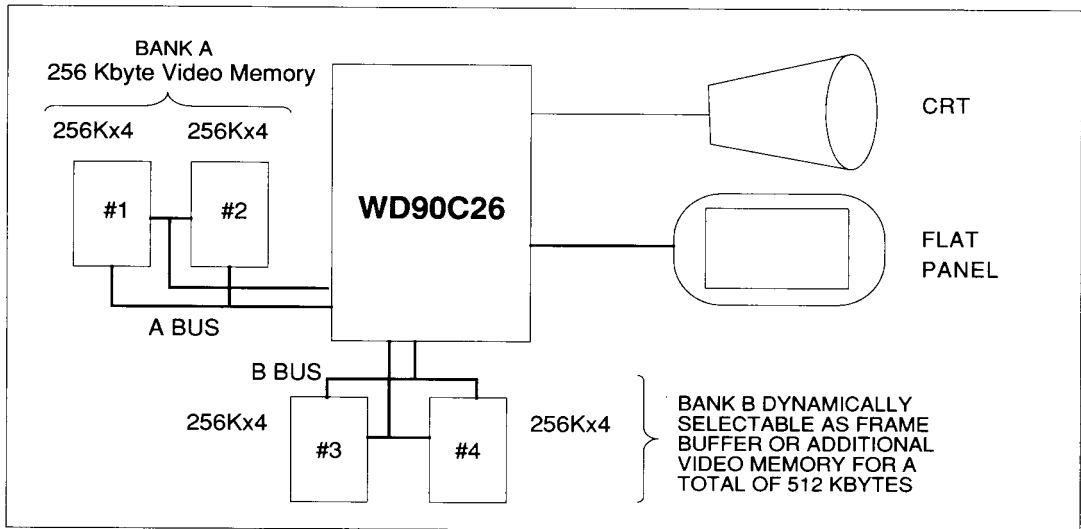 BANK A
256 Kbyte Video Memory
256Kx4
256Kx4
#1
#2
A BUS
WD90C26
CRT
FLAT
PANEL
B BUS
256Kx4
#3
#4
256Kx4
BANK B DYNAMICALLY
SELECTABLE AS FRAME
BUFFER OR ADDITIONAL
VIDEO MEMORY FOR A
TOTAL OF 512 KBYTES